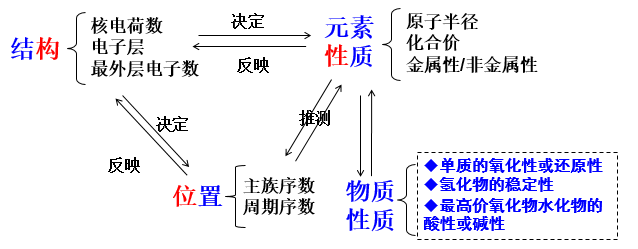 结构
核电荷数
电子层
最外层电子数
决定
反映
元素
性质
原子半径
化合价
金属性/非金属性
决定
反映
推测
位置
主族序数
周期序数
物质
性质
◆单质的氧化性或还原性
◆氢化物的稳定性
◆最高价氧化物水化物的
酸性或碱性